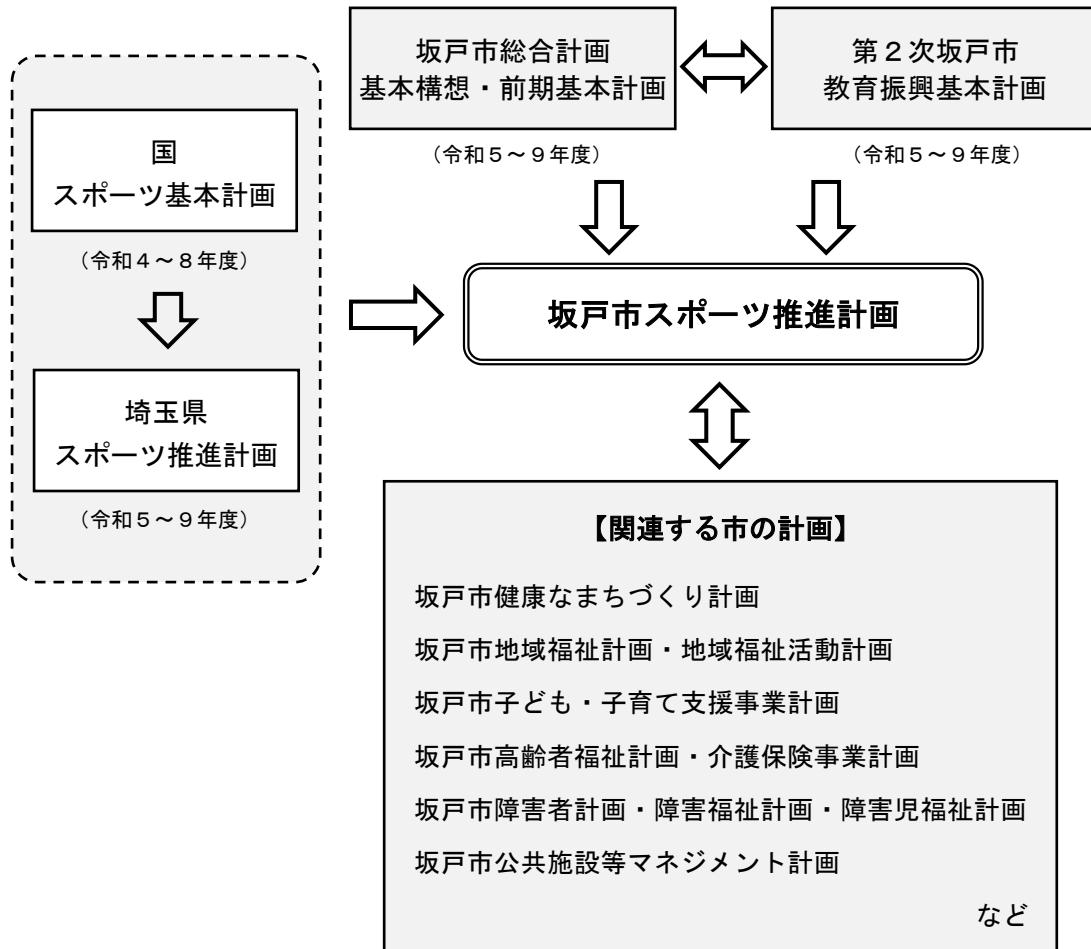 坂戸市総合計画
基本構想・前期基本計画
(令和5~9年度)
第2次坂戸市
教育振興基本計画
(令和5~9年度)
国
スポーツ基本計画
(令和4~8年度)
埼玉県
スポーツ推進計画
(令和5~9年度)
坂戸市スポーツ推進計画
【関連する市の計画】
坂戸市健康なまちづくり計画
坂戸市地域福祉計画・地域福祉活動計画
坂戸市子ども・子育て支援事業計画
坂戸市高齢者福祉計画・介護保険事業計画
坂戸市障害者計画・障害福祉計画・障害児福祉計画
坂戸市公共施設等マネジメント計画
など